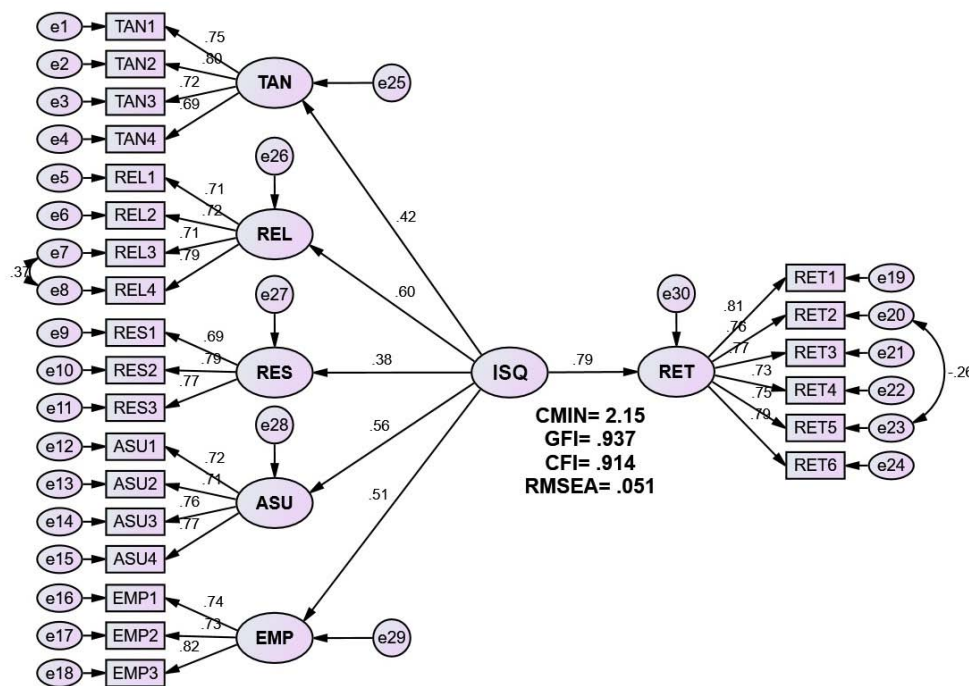 e1 TAN1
.75
e2 TAN2
.80
TAN
e25
e3 TAN3
.72
e4 TAN4
.69
e26
e5 REL1
.71
e6 REL2
.72
REL
.42
e7 REL3
.71
.37
e8 REL4
.79
.60
e27
e9 RES1
.69
e10 RES2
.79
RES
.38
e11 RES3
.77
e28
e12 ASU1
.72
.56
e13 ASU2
.71
ASU
e14 ASU3
.76
e15 ASU4
.77
.51
e16 EMP1
.74
e17 EMP2
.73
EMP
e29
e18 EMP3
.82
ISQ
.79
RET
e30
CMIN= 2.15
GFI= .937
CFI= .914
RMSEA= .051
.81
RET1 e19
.76
RET2 e20
.77
RET3 e21
.73
RET4 e22
-.26
.75
RET5 e23
.79
RET6 e24